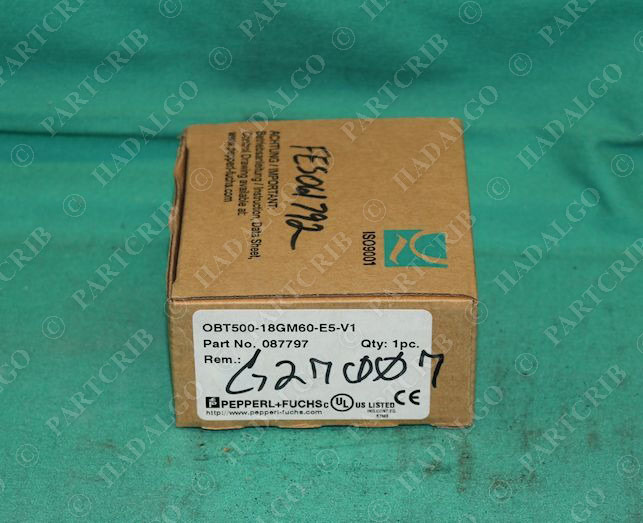 ACHTUNG / IMPORTANT:
Betriebsanleitung / Instruction, Data Sheet,
Control Drawing available at:
www.pepperl-fuchs.com
FE5041792
ISO9001
OBT500-18GM60-E5-V1
Part No. 087797 Qty: 1pc.
Rem.:
G27007
PEPPERL+FUCHS c UL US LISTED CE
http://www.pepperl-fuchs.com
© PARTCRIB
© HADALGO